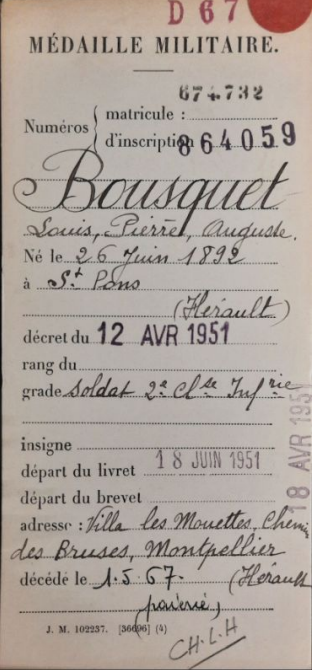 D 67
MÉDAILLE MILITAIRE.
674.732
Numéros { matricule :
d'inscription 864059
Bousquet
Louis, Pierre, Auguste.
Né le 26 Juin 1892
à St Pons
(Hérault)
décret du 12 AVR 1951
rang du
grade soldat 2e Clse Infrie
insigne
départ du livret 18 JUIN 1951
18 AVR 1951
départ du brevet
adresse : Villa les Mouettes, Chemin
des Bruses, Montpellier
décédé le 1.5.67. (Hérault
J. M. 102237. [36696] (4)
CH.L.H